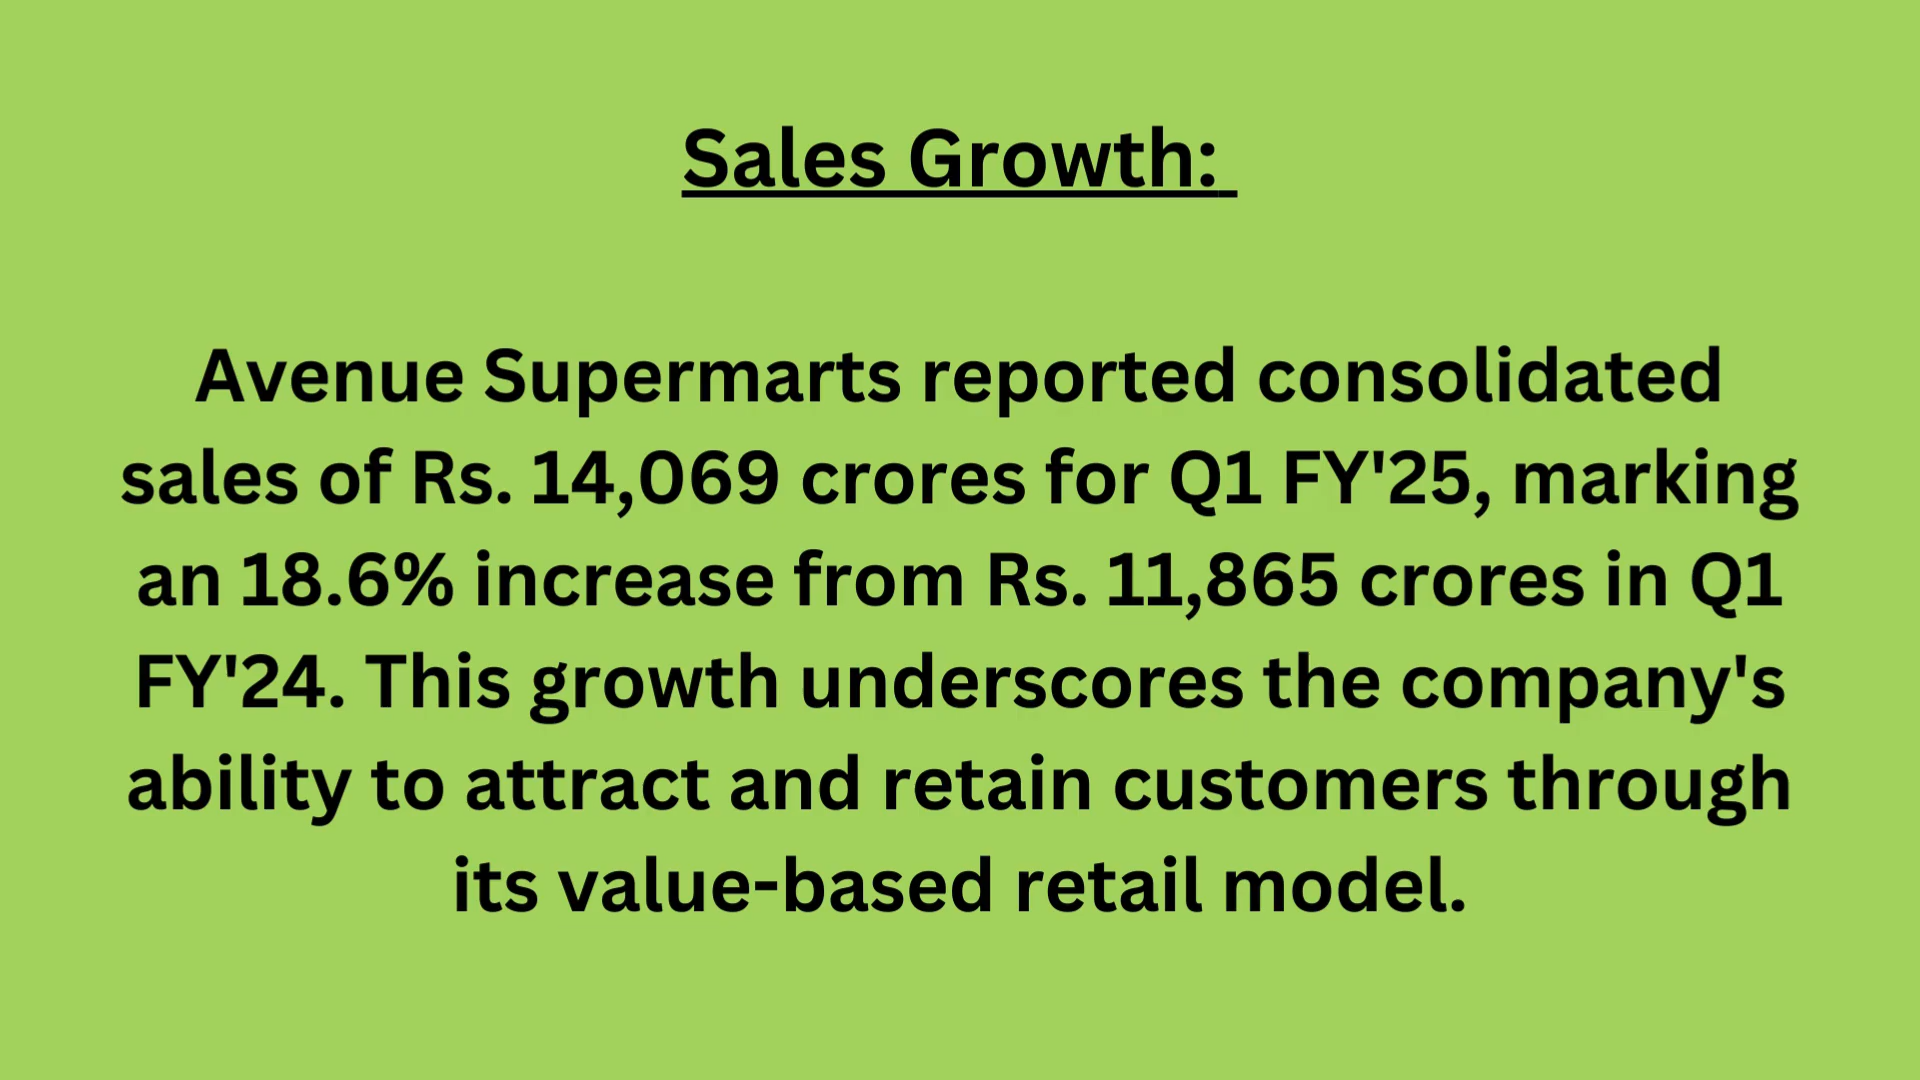 Sales Growth:
Avenue Supermarts reported consolidated
sales of Rs. 14,069 crores for Q1 FY'25, marking
an 18.6% increase from Rs. 11,865 crores in Q1
FY'24. This growth underscores the company's
ability to attract and retain customers through
its value-based retail model.